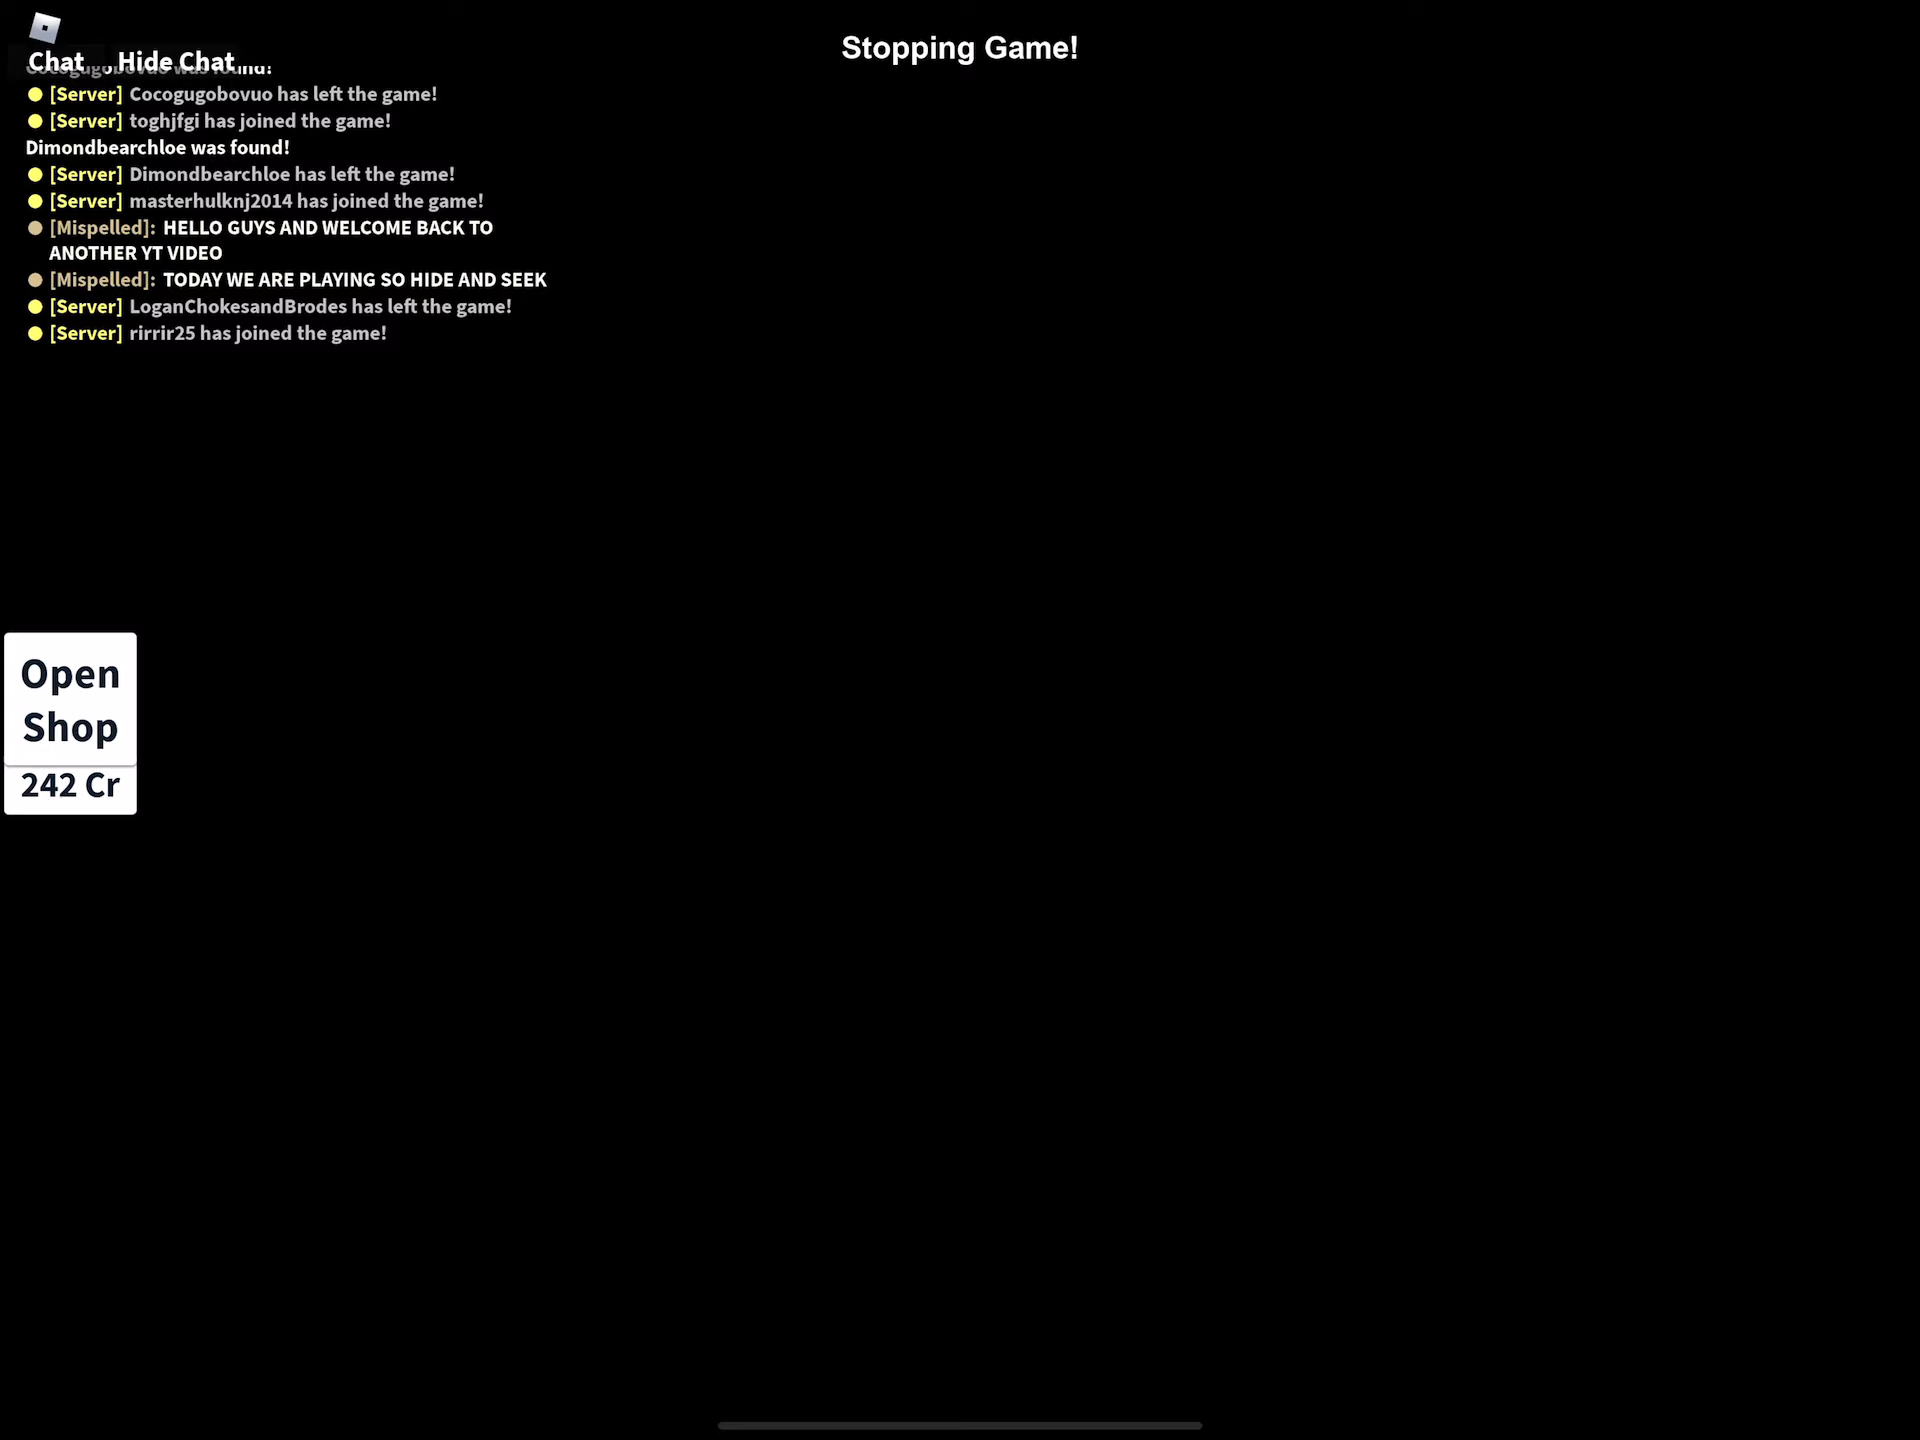 Stopping Game!
Chat Hide Chat
Cocogugobovuo was found!
[Server] Cocogugobovuo has left the game!
[Server] toghjfgi has joined the game!
Dimondbearchloe was found!
[Server] Dimondbearchloe has left the game!
[Server] masterhulknj2014 has joined the game!
[Mispelled]: HELLO GUYS AND WELCOME BACK TO
ANOTHER YT VIDEO
[Mispelled]: TODAY WE ARE PLAYING SO HIDE AND SEEK
[Server] LoganChokesandBrodes has left the game!
[Server] rirrir25 has joined the game!
Open
Shop
242 Cr